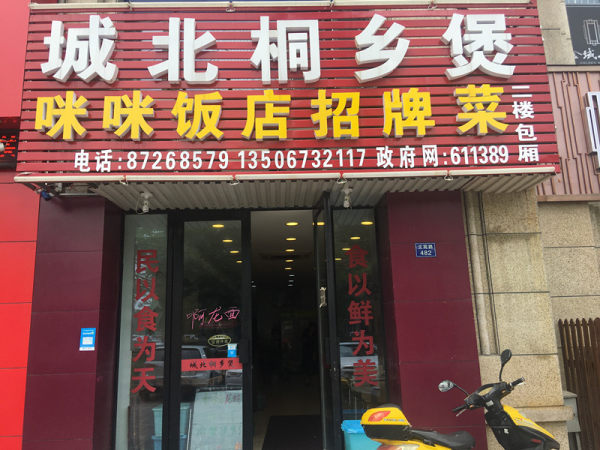 城北桐乡煲
咪咪饭店招牌菜
二楼包厢
电话:87268579 13506732117 政府网:611389
民以食为天
食以鲜为美
482
城北桐乡煲